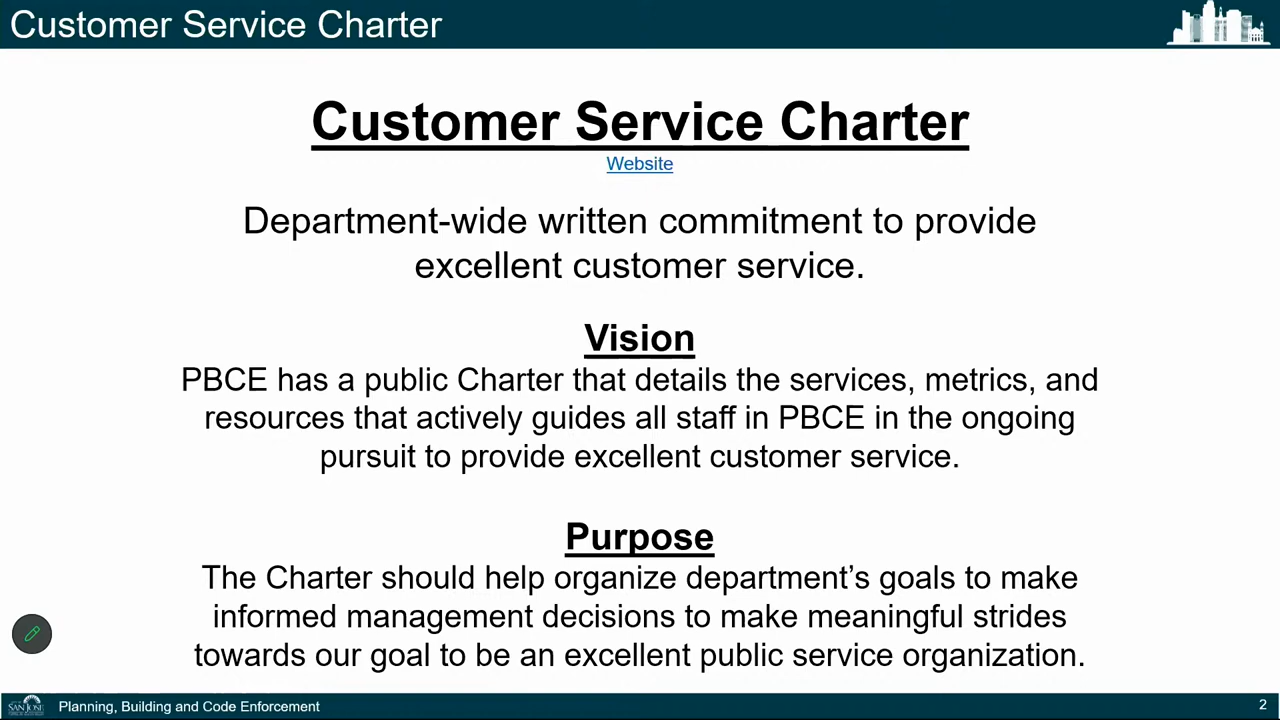 Customer Service Charter
Customer Service Charter
Website
Department-wide written commitment to provide
excellent customer service.
Vision
PBCE has a public Charter that details the services, metrics, and
resources that actively guides all staff in PBCE in the ongoing
pursuit to provide excellent customer service.
Purpose
The Charter should help organize department’s goals to make
informed management decisions to make meaningful strides
towards our goal to be an excellent public service organization.
SAN JOSE
Planning, Building and Code Enforcement
2